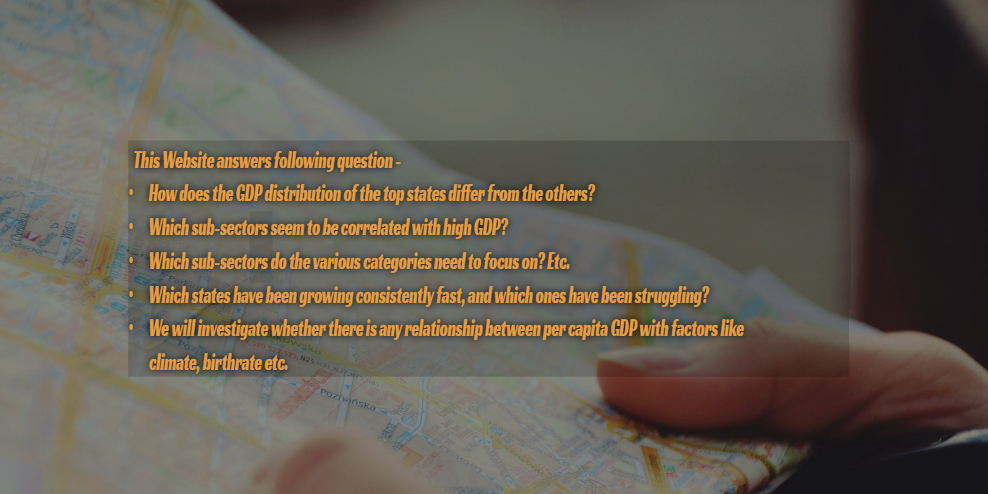 This Website answers following question -
• How does the GDP distribution of the top states differ from the others?
• Which sub-sectors seem to be correlated with high GDP?
• Which sub-sectors do the various categories need to focus on? Etc.
• Which states have been growing consistently fast, and which ones have been struggling?
• We will investigate whether there is any relationship between per capita GDP with factors like
climate, birthrate etc.
Poznańska